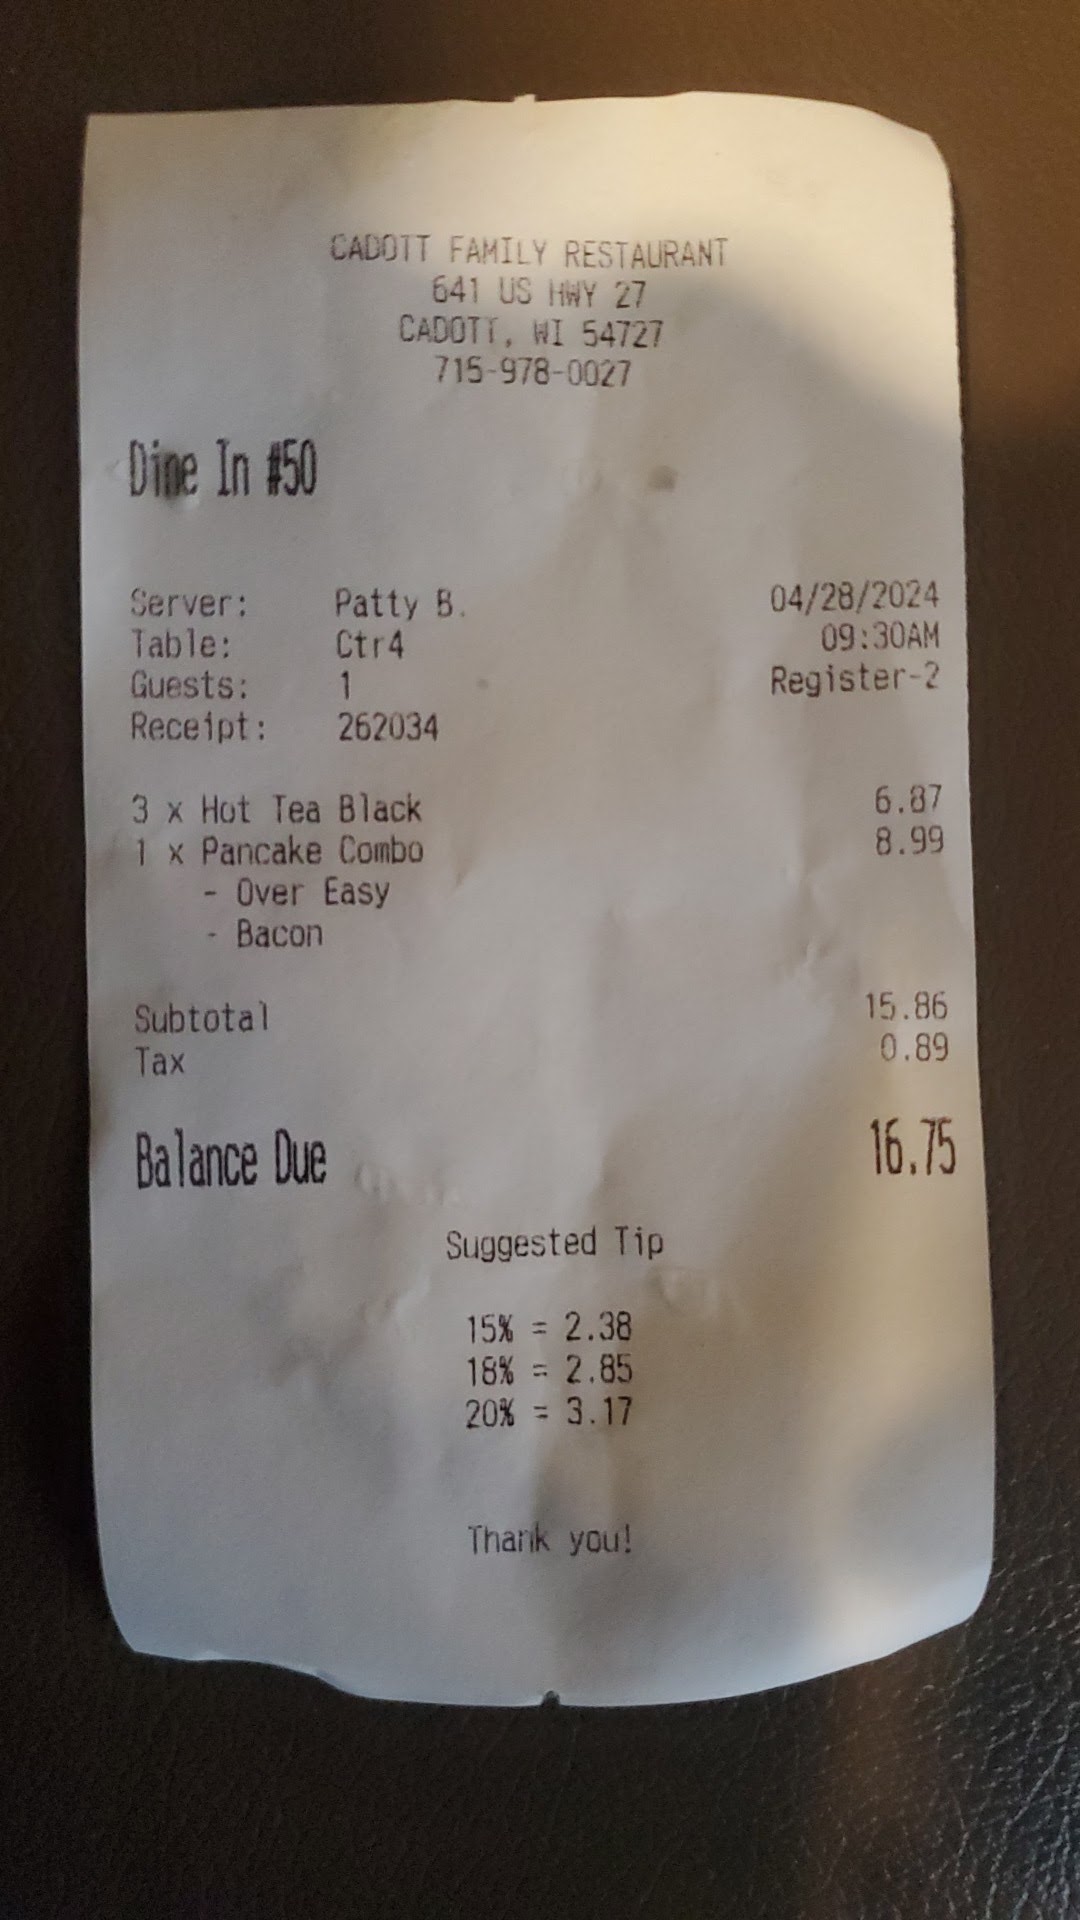 CADOTT FAMILY RESTAURANT
641 US HWY 27
CADOTT, WI 54727
715-978-0027
Dine In #50
Server: Patty B. 04/28/2024
Table: Ctr4 09:30AM
Guests: 1 Register-2
Receipt: 262034
3 x Hot Tea Black 6.87
1 x Pancake Combo 8.99
- Over Easy
- Bacon
Subtotal 15.86
Tax 0.89
Balance Due 16.75
Suggested Tip
15% = 2.38
18% = 2.85
20% = 3.17
Thank you!